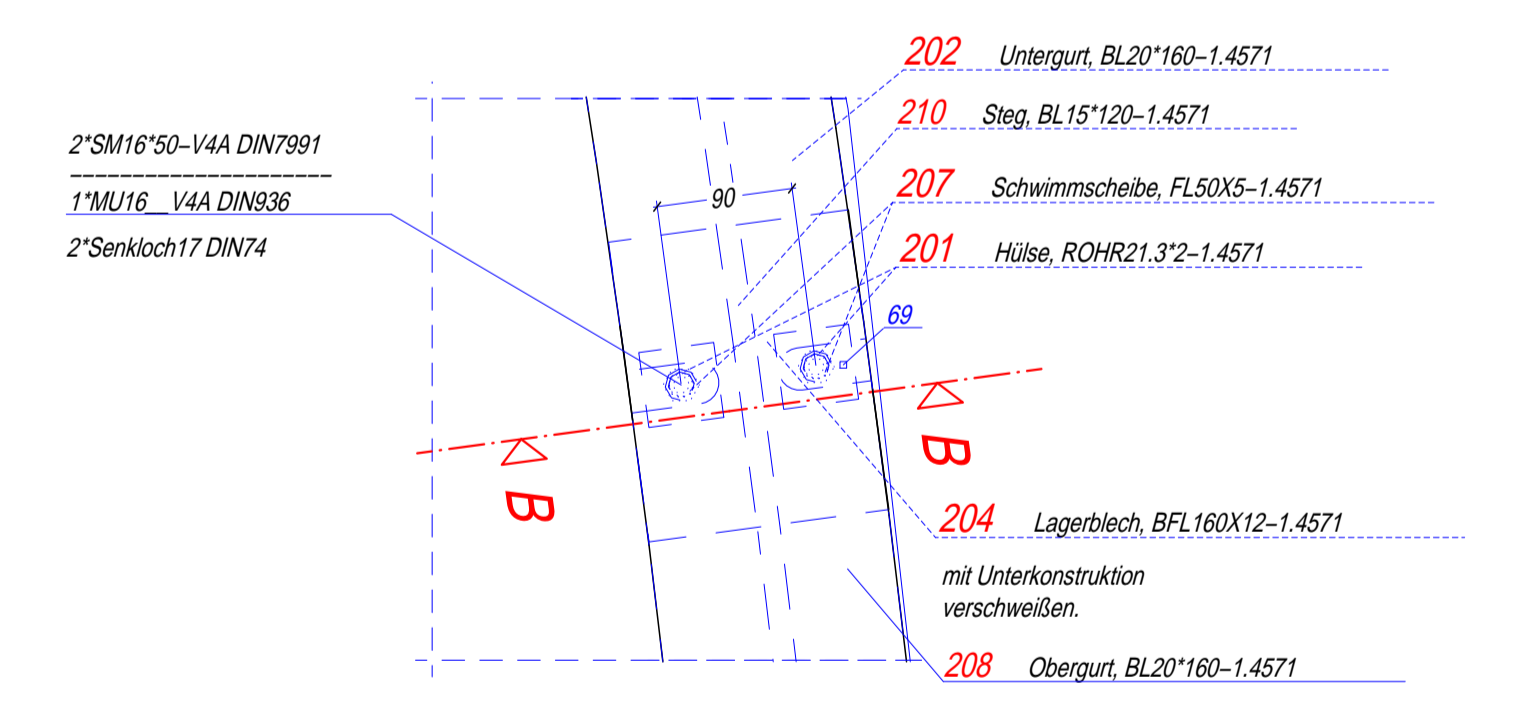 2*SM16*50–V4A DIN7991
1*MU16__V4A DIN936
2*Senkloch17 DIN74
202 Untergurt, BL20*160–1.4571
210 Steg, BL15*120–1.4571
207 Schwimmscheibe, FL50X5–1.4571
201 Hülse, ROHR21.3*2–1.4571
90
69
B
B
204 Lagerblech, BFL160X12–1.4571
mit Unterkonstruktion
verschweißen.
208 Obergurt, BL20*160–1.4571